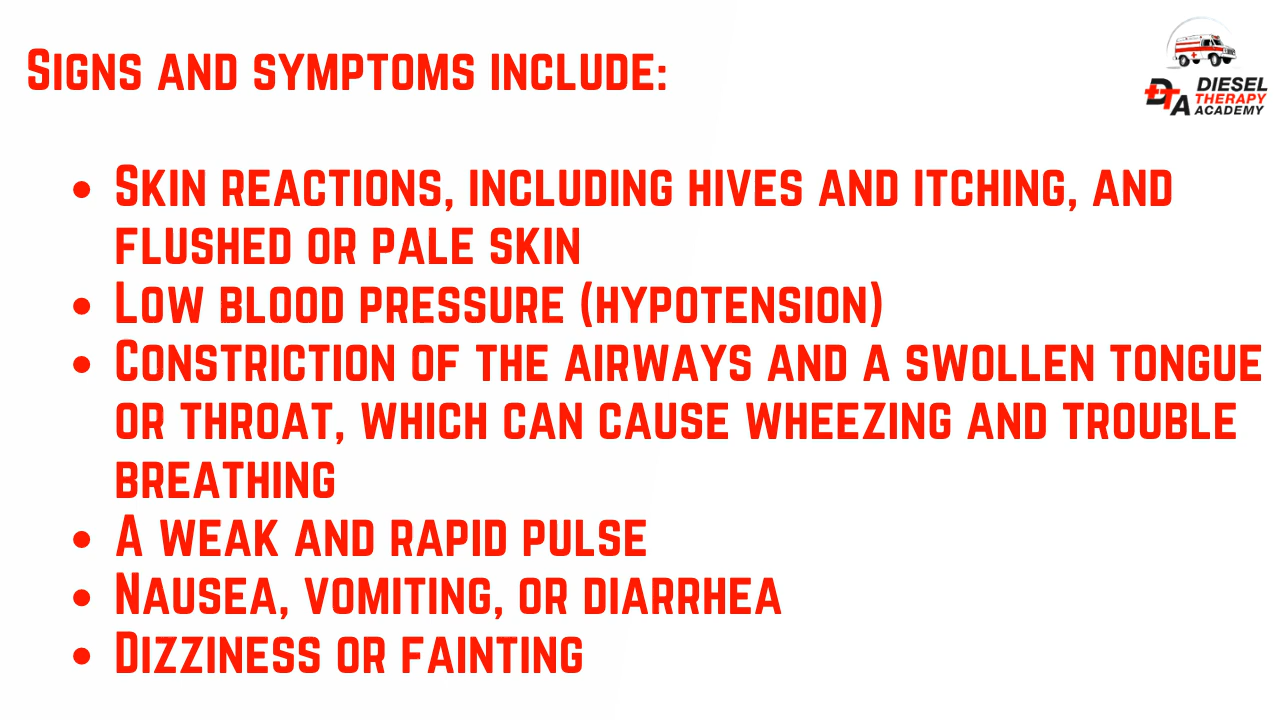 Signs and symptoms include:
DTA
DIESEL
THERAPY
ACADEMY
• Skin reactions, including hives and itching, and
flushed or pale skin
• Low blood pressure (hypotension)
• Constriction of the airways and a swollen tongue
or throat, which can cause wheezing and trouble
breathing
• A weak and rapid pulse
• Nausea, vomiting, or diarrhea
• Dizziness or fainting